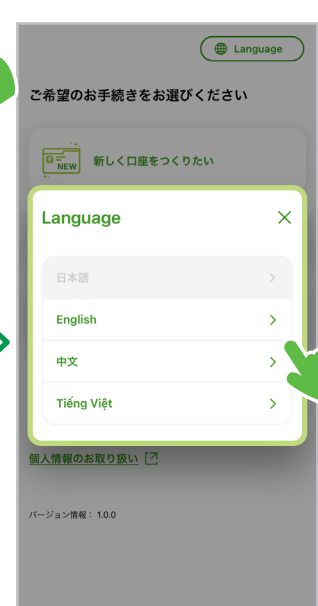 Language
ご希望のお手続きをお選びください
NEW
新しく口座をつくりたい
Language
日本語
English
中文
Tiếng Việt
個人情報のお取り扱い
バージョン情報： 1.0.0